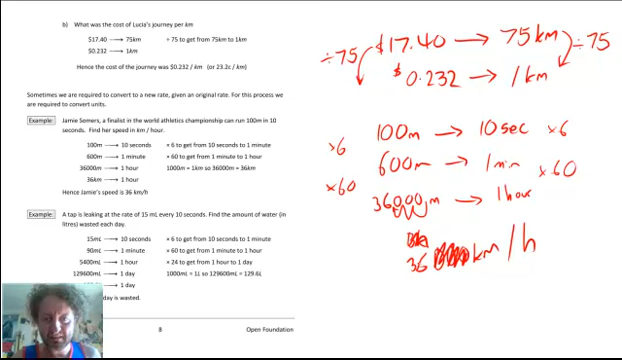 b) What was the cost of Lucia's journey per km
$17.40 → 75km ÷ 75 to get from 75km to 1km
$0.232 → 1km
Hence the cost of the journey was $0.232 / km (or 23.2c / km)
Sometimes we are required to convert to a new rate, given an original rate. For this process we
are required to convert units.
Example: Jamie Semers, a finalist in the world athletics championship can run 100m in 10
seconds. Find her speed in km / hour.
100m → 10 seconds × 6 to get from 10 seconds to 1 minute
600m → 1 minute × 60 to get from 1 minute to 1 hour
36000m → 1 hour 1000m = 1km so 36000m = 36km
36km → 1 hour
Hence Jamie's speed is 36 km/h
Example: A tap is leaking at the rate of 15 mL every 10 seconds. Find the amount of water (in
litres) wasted each day.
15mL → 10 seconds × 6 to get from 10 seconds to 1 minute
90mL → 1 minute × 60 to get from 1 minute to 1 hour
5400mL → 1 hour × 24 to get from 1 hour to 1 day
129600mL → 1 day 1000mL = 1L so 129600mL = 129.6L
→ 1 day
day is wasted.
8 Open Foundation
÷75 $17.40 → 75km ÷75
$0.232 → 1km
×6 100m → 10sec ×6
600m → 1min
×60 ×60
36000m → 1hour
36 km/h